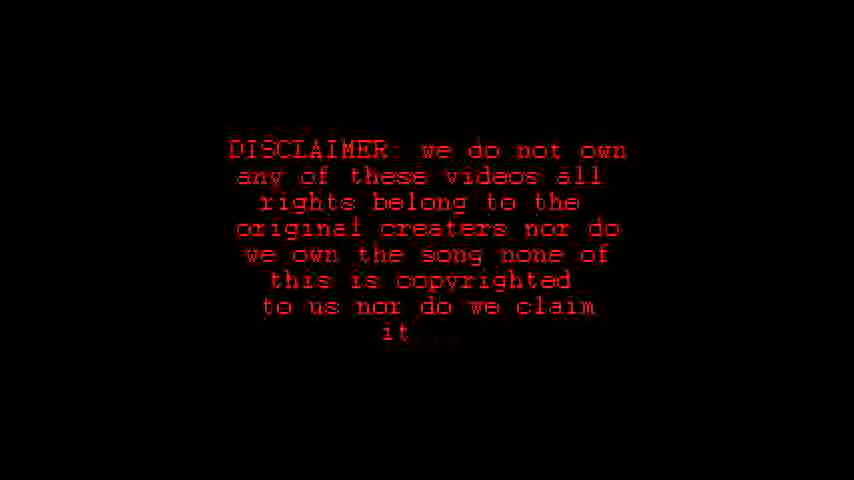 DISCLAIMER: we do not own
any of these videos all
rights belong to the
original creaters nor do
we own the song none of
this is copyrighted
to us nor do we claim
it...